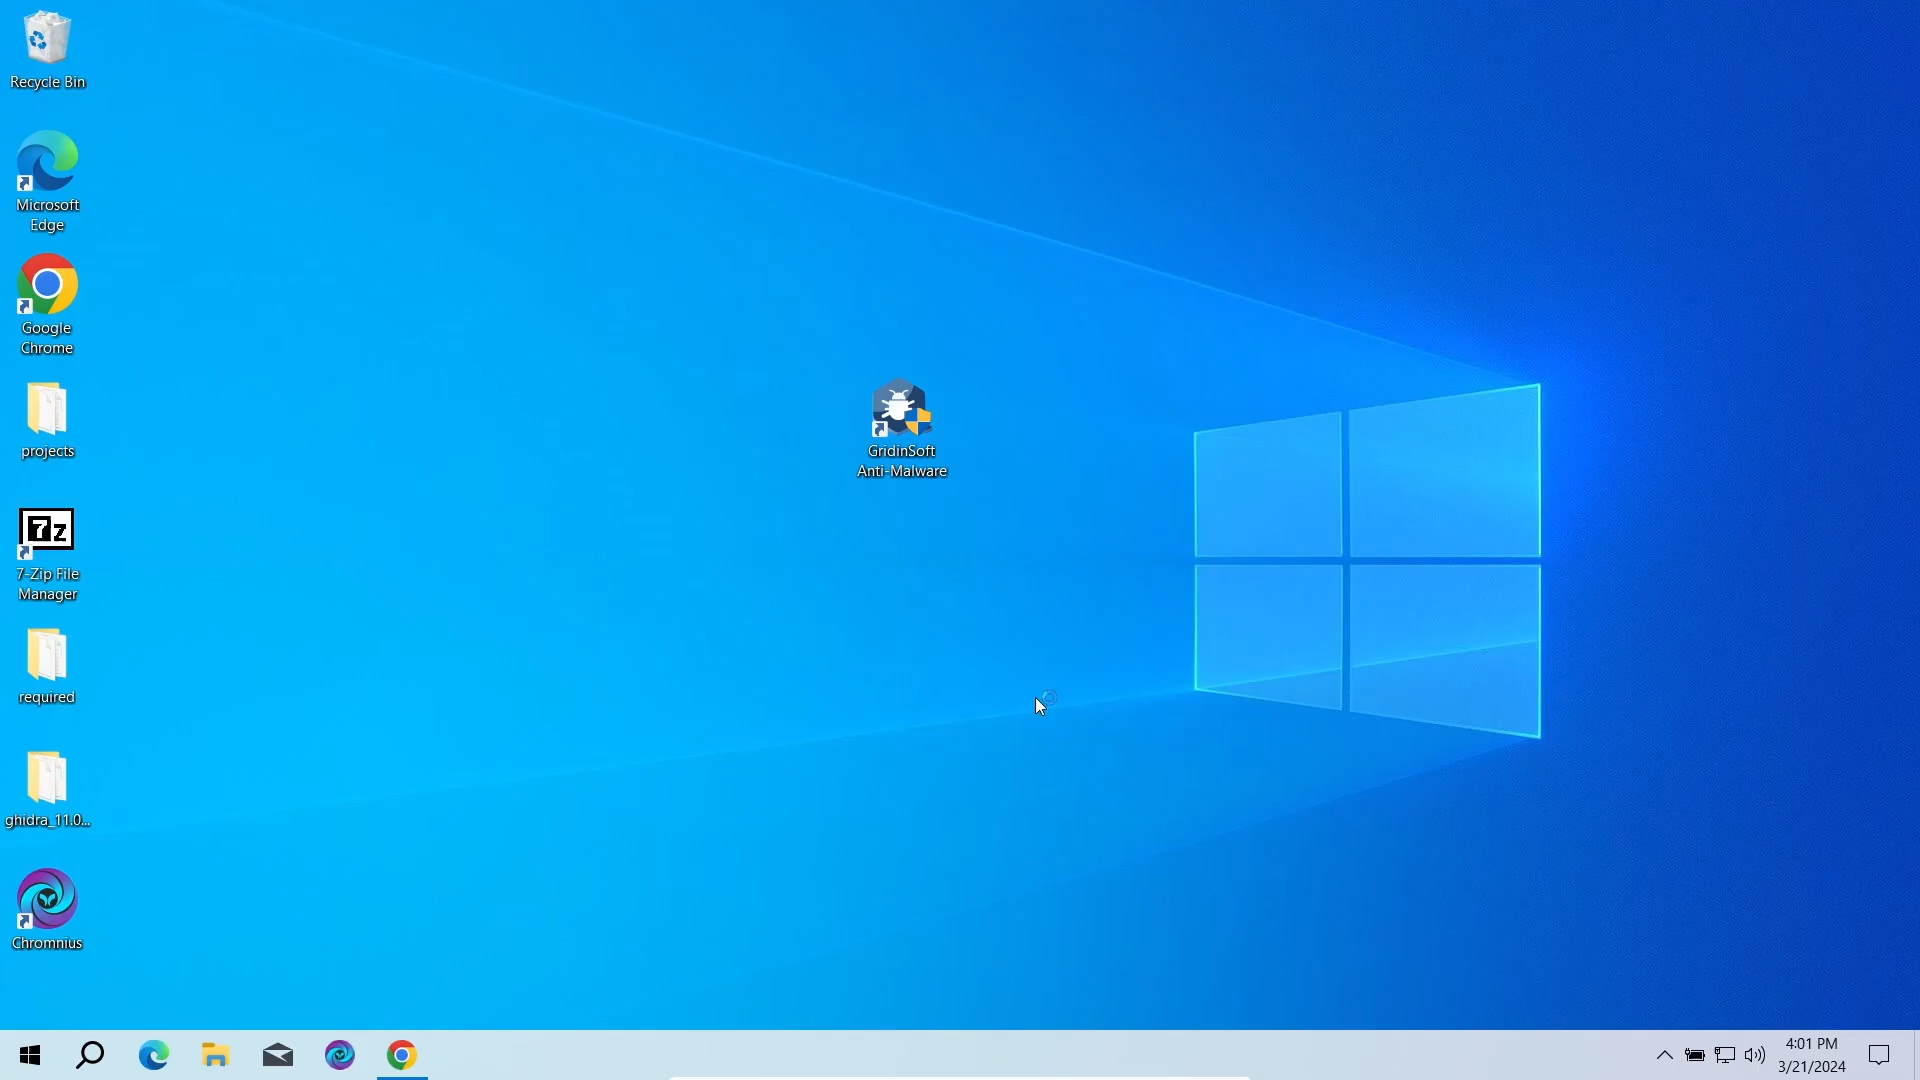 Recycle Bin
Microsoft
Edge
Google
Chrome
projects
7z
7-Zip File
Manager
required
ghidra_11.0...
Chromnius
GridinSoft
Anti-Malware
4:01 PM
3/21/2024